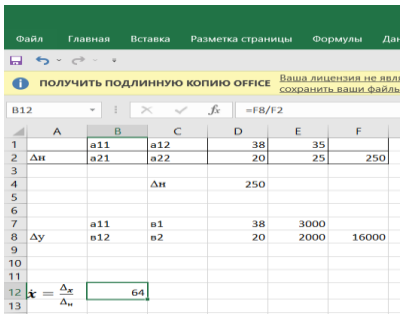 Файл Главная Вставка Разметка страницы Формулы Дан
ПОЛУЧИТЬ ПОДЛИННУЮ КОПИЮ OFFICE Ваша лицензия не явл
сохранить ваши файль
B12 fx =F8/F2
A B C D E F
1 a11 a12 38 35
2 Δн a21 a22 20 25 250
3
4 Δн 250
5
6
7 a11 в1 38 3000
8 Δу в12 в2 20 2000 16000
9
10
11
12 ẋ = Δx/Δн 64
13